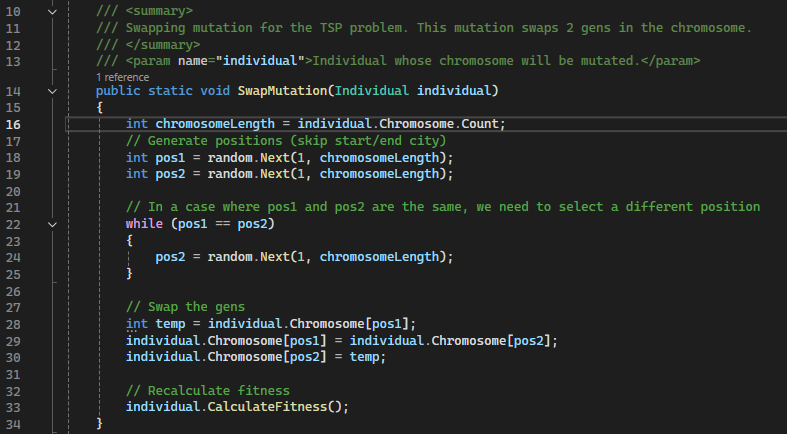 10 /// <summary>
11 /// Swapping mutation for the TSP problem. This mutation swaps 2 gens in the chromosome.
12 /// </summary>
13 /// <param name="individual">Individual whose chromosome will be mutated.</param>
1 reference
14 public static void SwapMutation(Individual individual)
15 {
16 int chromosomeLength = individual.Chromosome.Count;
17 // Generate positions (skip start/end city)
18 int pos1 = random.Next(1, chromosomeLength);
19 int pos2 = random.Next(1, chromosomeLength);
20
21 // In a case where pos1 and pos2 are the same, we need to select a different position
22 while (pos1 == pos2)
23 {
24 pos2 = random.Next(1, chromosomeLength);
25 }
26
27 // Swap the gens
28 int temp = individual.Chromosome[pos1];
29 individual.Chromosome[pos1] = individual.Chromosome[pos2];
30 individual.Chromosome[pos2] = temp;
31
32 // Recalculate fitness
33 individual.CalculateFitness();
34 }